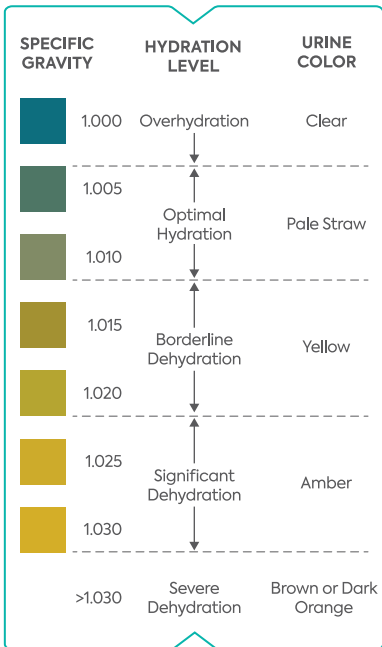 SPECIFIC GRAVITY
HYDRATION LEVEL
URINE COLOR
1.000 Overhydration Clear
1.005
Optimal Hydration Pale Straw
1.010
1.015
Borderline Dehydration Yellow
1.020
1.025
Significant Dehydration Amber
1.030
>1.030 Severe Dehydration Brown or Dark Orange